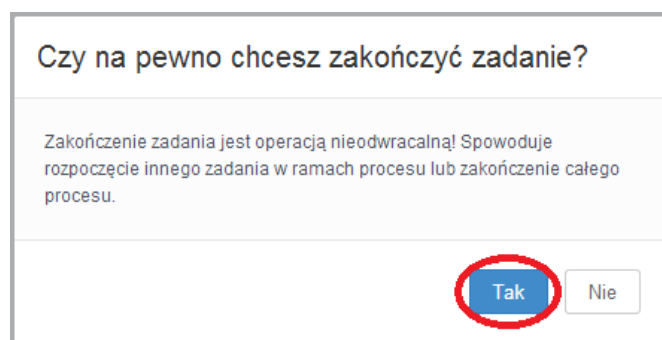 Czy na pewno chcesz zakończyć zadanie?
Zakończenie zadania jest operacją nieodwracalną! Spowoduje
rozpoczęcie innego zadania w ramach procesu lub zakończenie całego
procesu.
Tak Nie